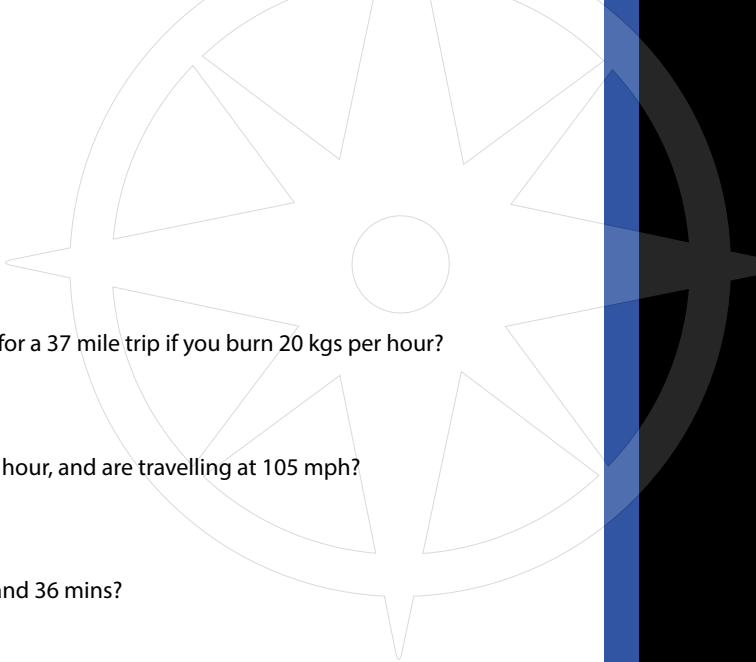 for a 37 mile trip if you burn 20 kgs per hour?
hour, and are travelling at 105 mph?
and 36 mins?